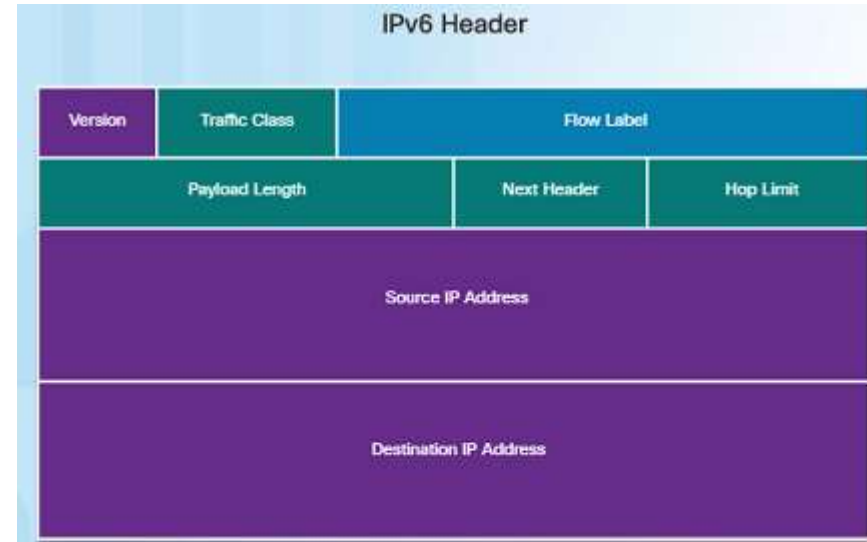 IPv6 Header
Version Traffic Class Flow Label
Payload Length Next Header Hop Limit
Source IP Address
Destination IP Address